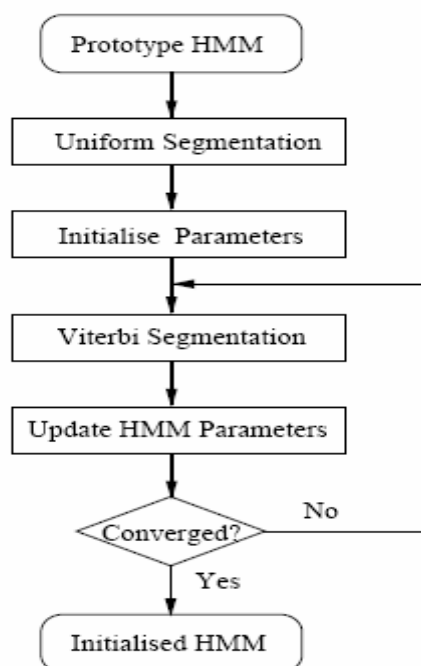 Prototype HMM
Uniform Segmentation
Initialise Parameters
Viterbi Segmentation
Update HMM Parameters
Converged?
No
Yes
Initialised HMM